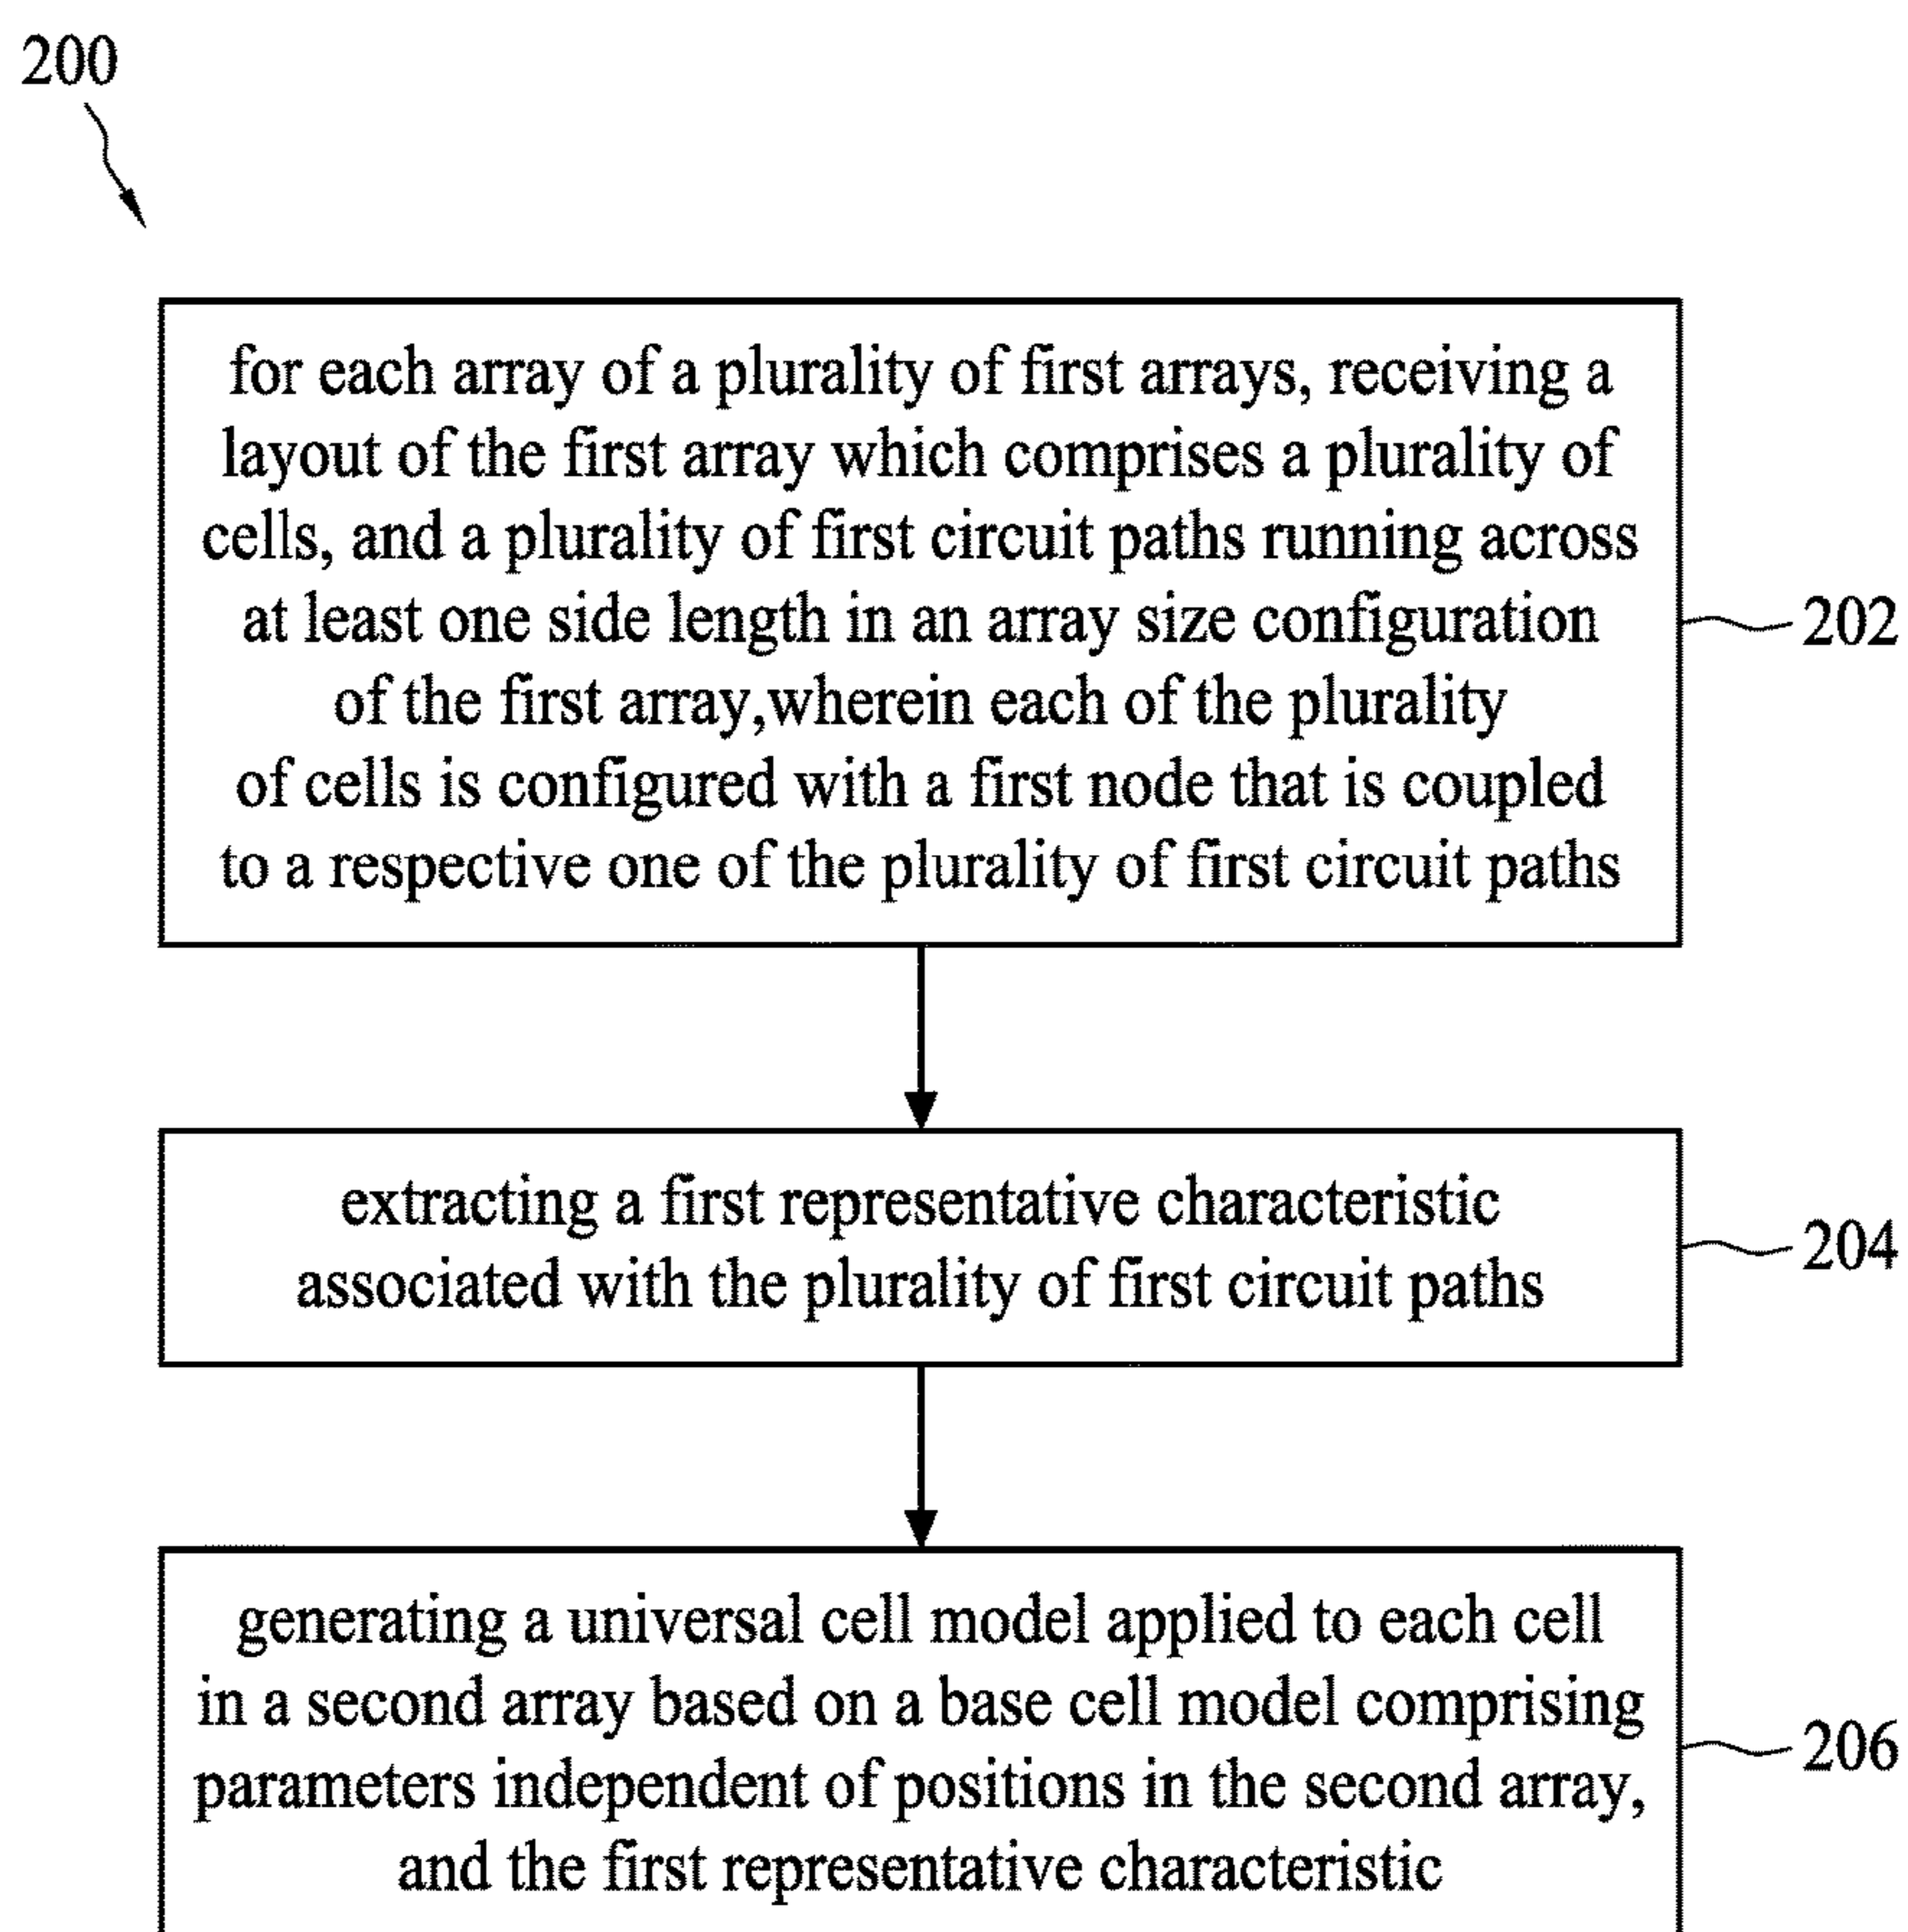 200
for each array of a plurality of first arrays, receiving a
layout of the first array which comprises a plurality of
cells, and a plurality of first circuit paths running across
at least one side length in an array size configuration
of the first array,wherein each of the plurality
of cells is configured with a first node that is coupled
to a respective one of the plurality of first circuit paths
202
extracting a first representative characteristic
associated with the plurality of first circuit paths
204
generating a universal cell model applied to each cell
in a second array based on a base cell model comprising
parameters independent of positions in the second array,
and the first representative characteristic
206